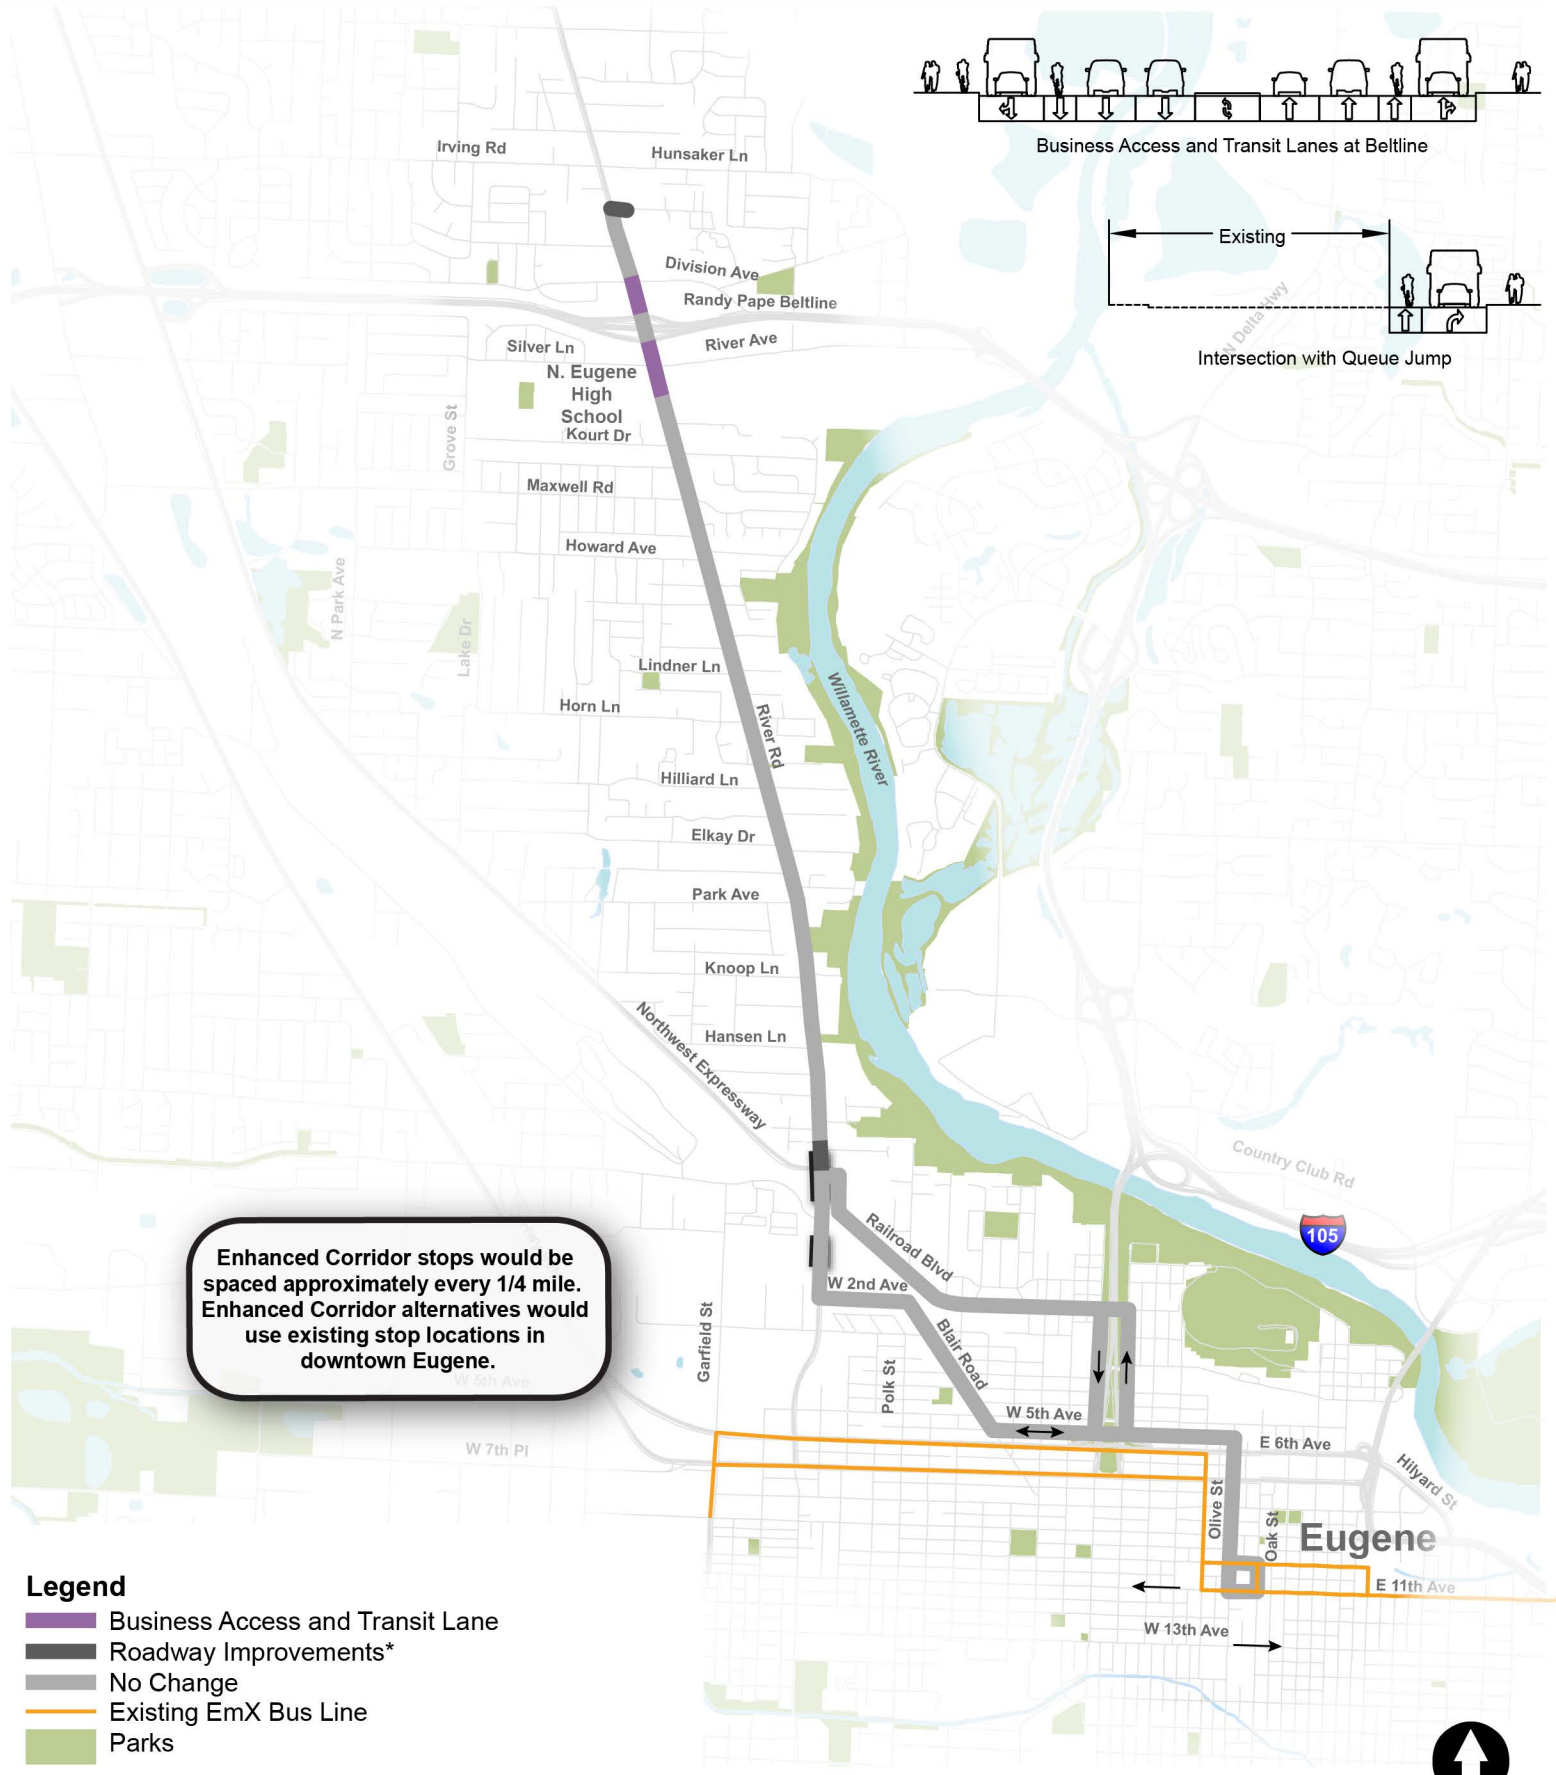 Irving Rd
Hunsaker Ln
Business Access and Transit Lanes at Beltline
Existing
Intersection with Queue Jump
N Delta Hwy
Division Ave
Randy Pape Beltline
River Ave
Silver Ln
N. Eugene
High
School
Kourt Dr
Grove St
Maxwell Rd
Howard Ave
N Park Ave
Lake Dr
Lindner Ln
Horn Ln
River Rd
Willamette River
Hilliard Ln
Elkay Dr
Park Ave
Knoop Ln
Northwest Expressway
Hansen Ln
Country Club Rd
105
Railroad Blvd
W 2nd Ave
Blair Road
Garfield St
Polk St
Enhanced Corridor stops would be
spaced approximately every 1/4 mile.
Enhanced Corridor alternatives would
use existing stop locations in
downtown Eugene.
W 5th Ave
W 5th Ave
W 7th Pl
E 6th Ave
Hilyard St
Olive St
Oak St
Eugene
E 11th Ave
W 13th Ave
Legend
Business Access and Transit Lane
Roadway Improvements*
No Change
Existing EmX Bus Line
Parks